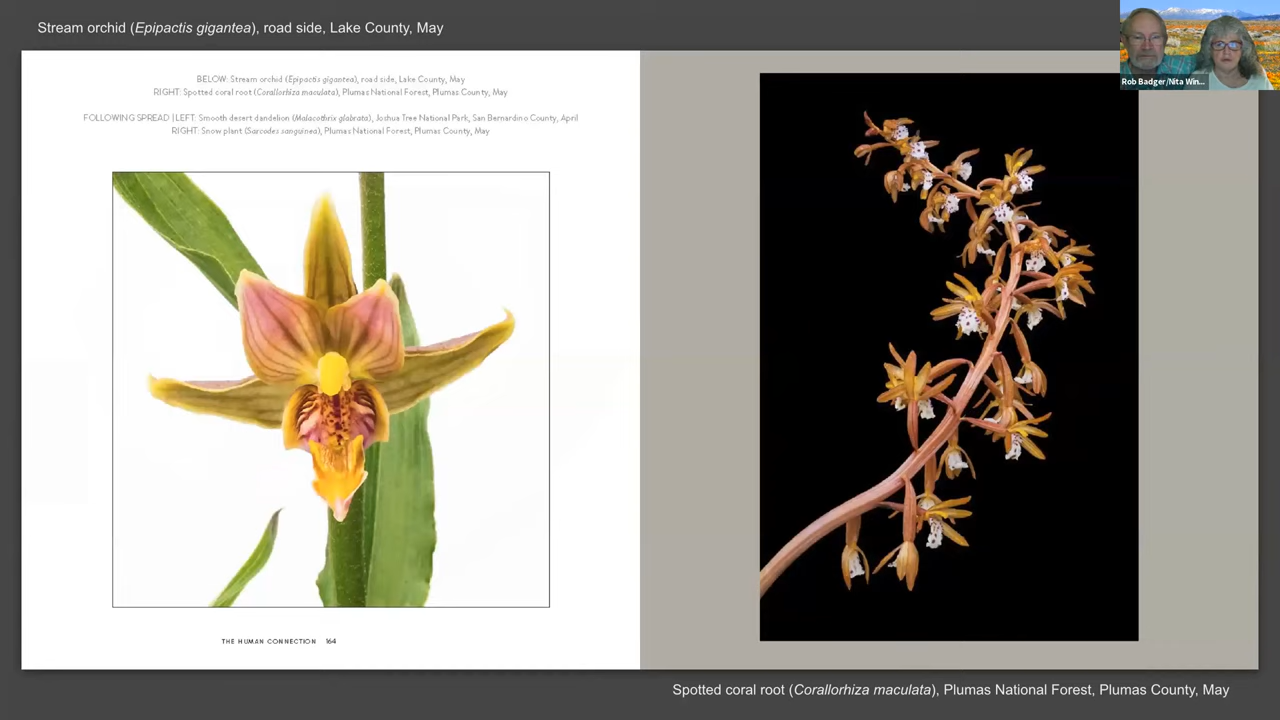 Stream orchid (Epipactis gigantea), road side, Lake County, May
Rob Badger/Nita Win...
BELOW: Stream orchid (Epipactis gigantea), road side, Lake County, May
RIGHT: Spotted coral root (Corallorhiza maculata), Plumas National Forest, Plumas County, May
FOLLOWING SPREAD | LEFT: Smooth desert dandelion (Malacothrix glabrata), Joshua Tree National Park, San Bernardino County, April
RIGHT: Snow plant (Sarcodes sanguinea), Plumas National Forest, Plumas County, May
THE HUMAN CONNECTION 164
Spotted coral root (Corallorhiza maculata), Plumas National Forest, Plumas County, May